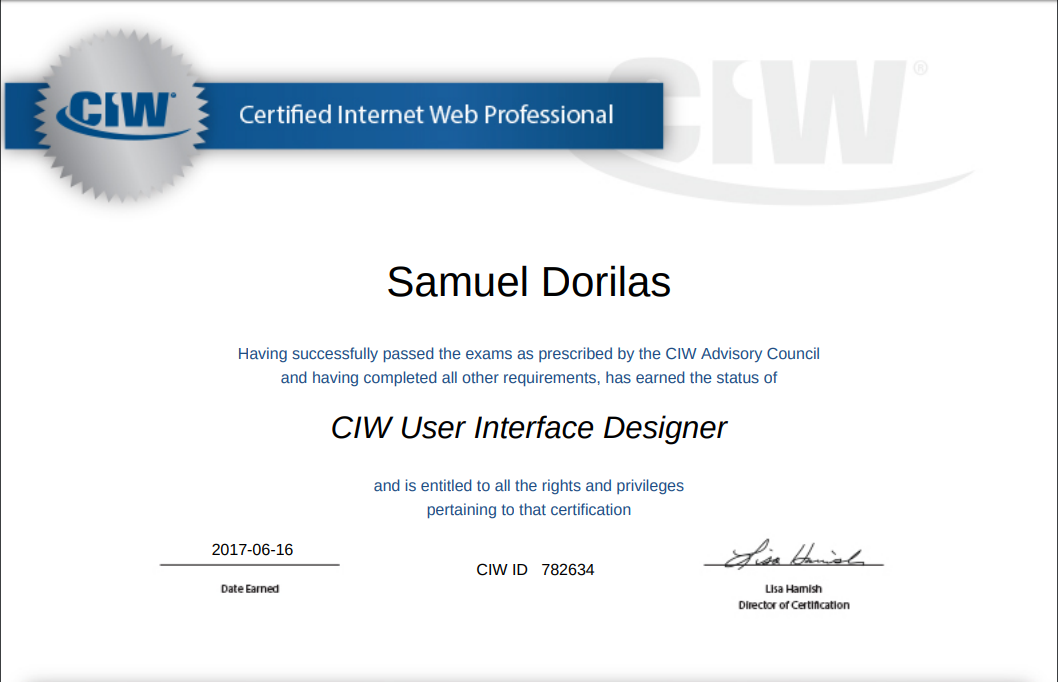 CIW
Certified Internet Web Professional
CIW®
Samuel Dorilas
Having successfully passed the exams as prescribed by the CIW Advisory Council
and having completed all other requirements, has earned the status of
CIW User Interface Designer
and is entitled to all the rights and privileges
pertaining to that certification
2017-06-16
Date Earned
CIW ID 782634
Lisa Hamish
Lisa Hamish
Director of Certification